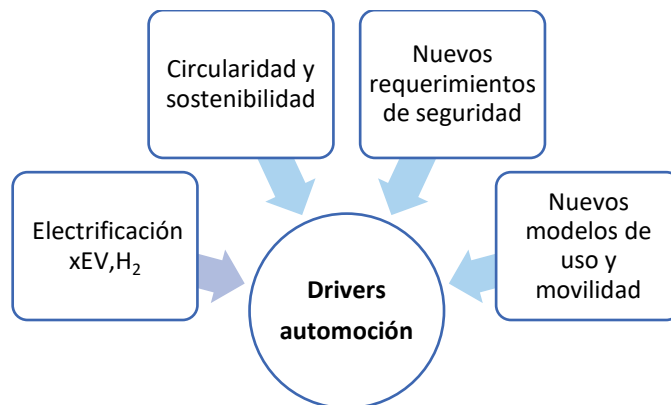 Circularidad y
sostenibilidad
Nuevos
requerimientos
de seguridad
Electrificación
xEV,H₂
Nuevos
modelos de
uso y
movilidad
Drivers
automoción